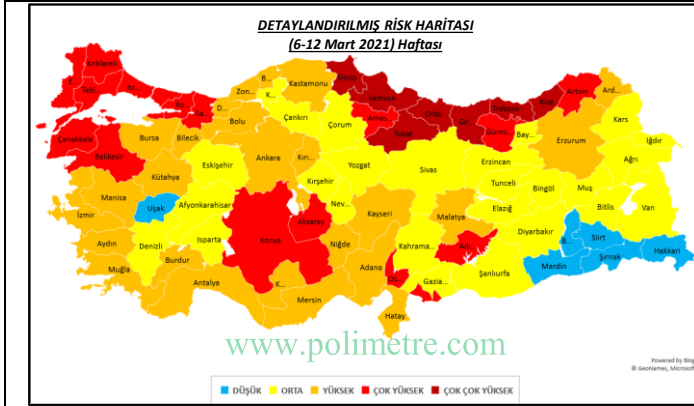 DETAYLANDIRILMIŞ RİSK HARİTASI
(6-12 Mart 2021) Haftası
Kırklareli
E...
Teki...
İst...
Ko...
Sa...
D...
Zon...
B...
K...
Kastamonu
Sinop
Samsun
Ordu
Gir...
Trabzon
Rize
Artvin
Ard...
Kars
Çanakkale
Balıkesir
Bursa
Bilecik
Bolu
Çankırı
Çorum
Amas...
Tokat
Gümü...
Bay...
Erzurum
Iğdır
Ağrı
Kütahya
Eskişehir
Ankara
Kırı...
Yozgat
Sivas
Erzincan
Tunceli
Bingöl
Muş
Bitlis
Van
Manisa
Uşak
Afyonkarahisar
Kırşehir
Nev...
Kayseri
Malatya
Elazığ
Diyarbakır
B...
Siirt
Hakkari
İzmir
Aydın
Denizli
Isparta
Konya
Aksaray
Niğde
Kahrama...
Adı...
Şanlıurfa
Mardin
Şırnak
Muğla
Burdur
Antalya
K...
Mersin
Adana
Os...
Gazia...
Hatay
www.polimetre.com
Powered by Bing
© GeoNames, Microsoft
DÜŞÜK
ORTA
YÜKSEK
ÇOK YÜKSEK
ÇOK ÇOK YÜKSEK